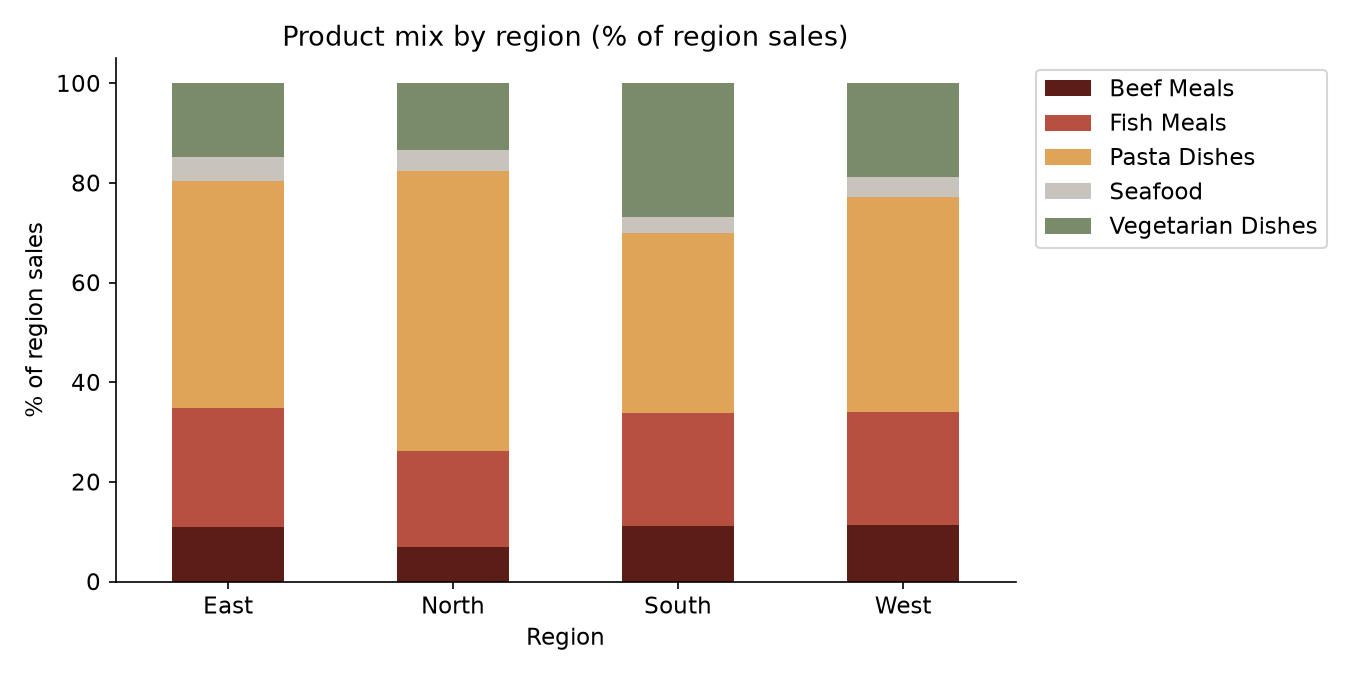 Product mix by region (% of region sales)
% of region sales
100
80
60
40
20
0
East
North
South
West
Region
Beef Meals
Fish Meals
Pasta Dishes
Seafood
Vegetarian Dishes